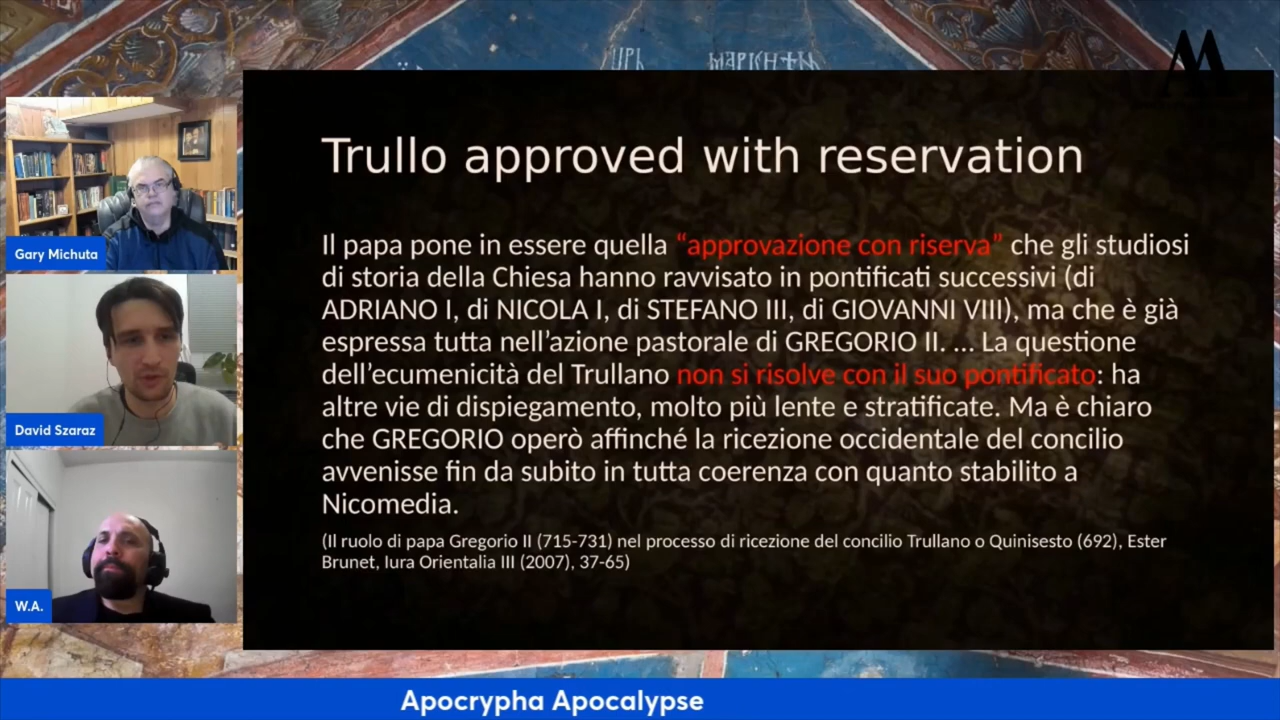 ЦРЬ
Trullo approved with reservation
Il papa pone in essere quella “approvazione con riserva” che gli studiosi
di storia della Chiesa hanno ravvisato in pontificati successivi (di
ADRIANO I, di NICOLA I, di STEFANO III, di GIOVANNI VIII), ma che è già
espressa tutta nell’azione pastorale di GREGORIO II. ... La questione
dell’ecumenicità del Trullano non si risolve con il suo pontificato: ha
altre vie di dispiegamento, molto più lente e stratificate. Ma è chiaro
che GREGORIO operò affinché la ricezione occidentale del concilio
avvenisse fin da subito in tutta coerenza con quanto stabilito a
Nicomedia.
(Il ruolo di papa Gregorio II (715-731) nel processo di ricezione del concilio Trullano o Quinisesto (692), Ester
Brunet, Iura Orientalia III (2007), 37-65)
Gary Michuta
David Szaraz
W.A.
Apocrypha Apocalypse